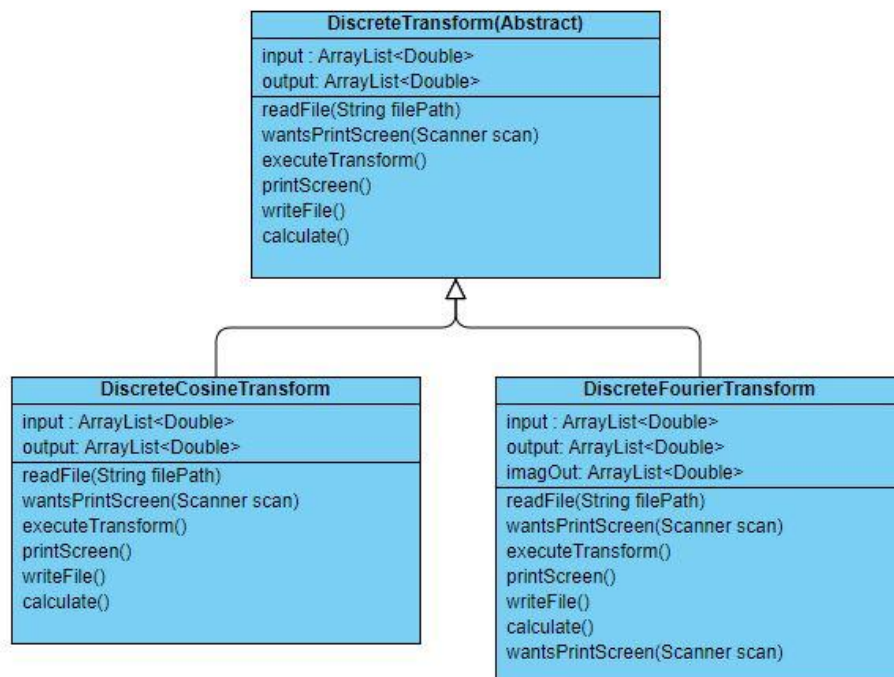 DiscreteTransform(Abstract)
input : ArrayList<Double>
output: ArrayList<Double>
readFile(String filePath)
wantsPrintScreen(Scanner scan)
executeTransform()
printScreen()
writeFile()
calculate()
DiscreteCosineTransform
input : ArrayList<Double>
output: ArrayList<Double>
readFile(String filePath)
wantsPrintScreen(Scanner scan)
executeTransform()
printScreen()
writeFile()
calculate()
DiscreteFourierTransform
input : ArrayList<Double>
output: ArrayList<Double>
imagOut: ArrayList<Double>
readFile(String filePath)
wantsPrintScreen(Scanner scan)
executeTransform()
printScreen()
writeFile()
calculate()
wantsPrintScreen(Scanner scan)